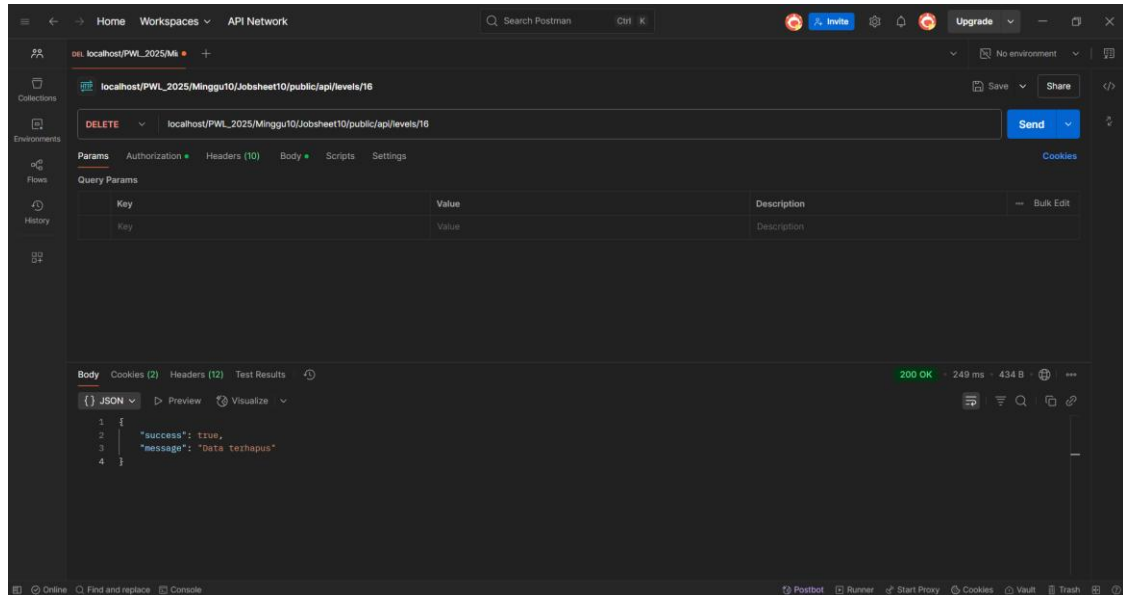 Home Workspaces API Network Search Postman Ctrl K Invite Upgrade
DEL localhost/PWL_2025/Mi No environment
Collections
Environments
Flows
History
HTTP localhost/PWL_2025/Minggu10/Jobsheet10/public/api/levels/16 Save Share
DELETE localhost/PWL_2025/Minggu10/Jobsheet10/public/api/levels/16 Send
Params Authorization Headers (10) Body Scripts Settings Cookies
Query Params
Key Value Description Bulk Edit
Key Value Description
Body Cookies (2) Headers (12) Test Results 200 OK 249 ms 434 B
{} JSON Preview Visualize
1 {
2 "success": true,
3 "message": "Data terhapus"
4 }
Online Find and replace Console Postbot Runner Start Proxy Cookies Vault Trash